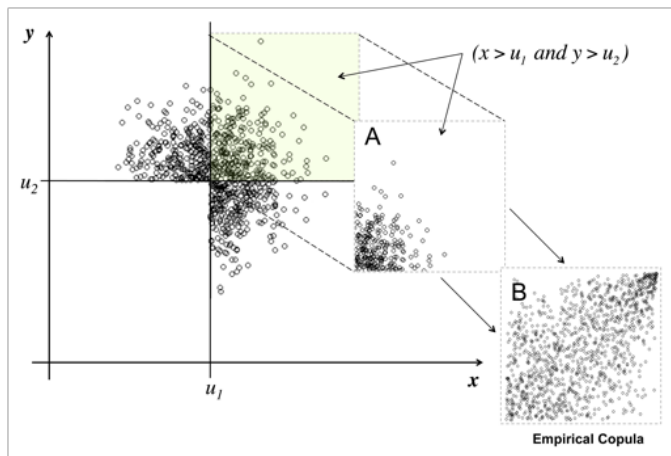 y
(x > u1 and y > u2)
A
u2
B
x
u1
Empirical Copula